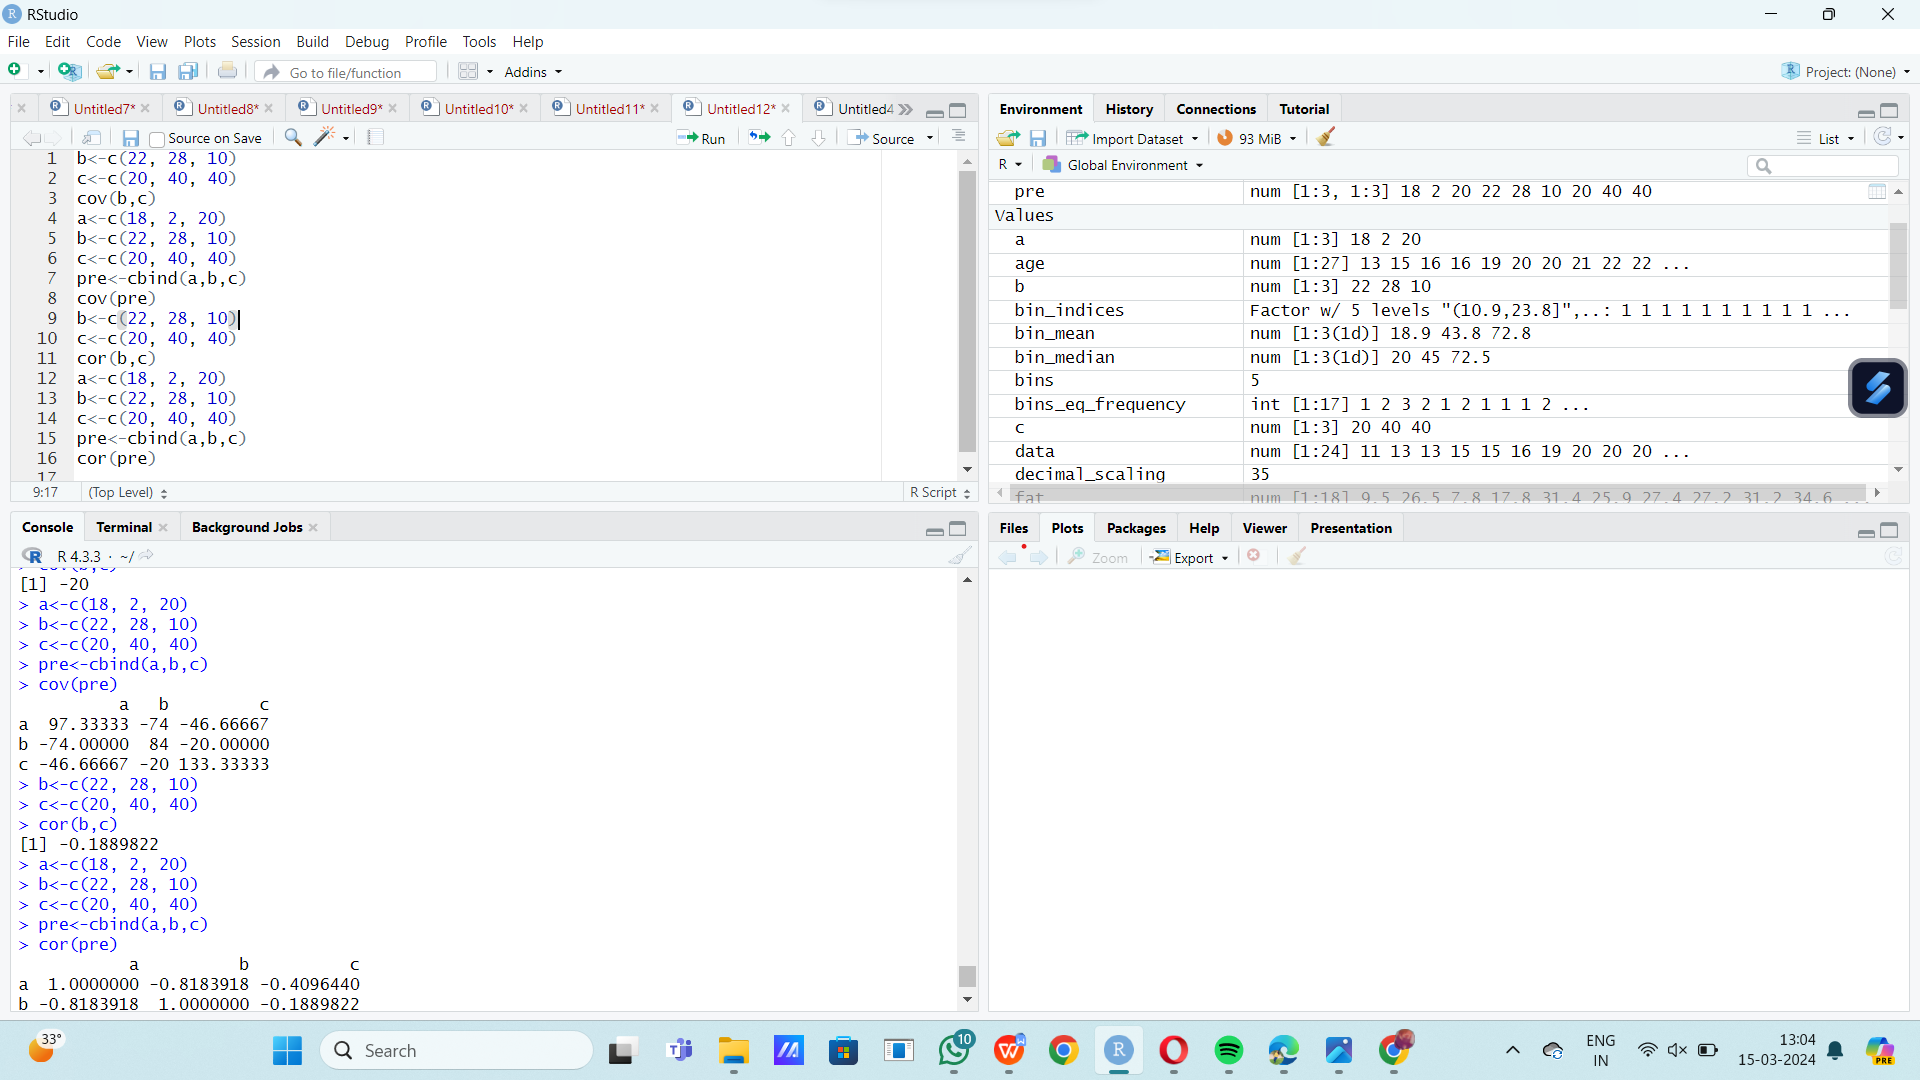 RStudio
File Edit Code View Plots Session Build Debug Profile Tools Help
Go to file/function Addins Project: (None)
Untitled7* Untitled8* Untitled9* Untitled10* Untitled11* Untitled12* Untitled4
Source on Save Run Source
1 b<-c(22, 28, 10)
2 c<-c(20, 40, 40)
3 cov(b,c)
4 a<-c(18, 2, 20)
5 b<-c(22, 28, 10)
6 c<-c(20, 40, 40)
7 pre<-cbind(a,b,c)
8 cov(pre)
9 b<-c(22, 28, 10)
10 c<-c(20, 40, 40)
11 cor(b,c)
12 a<-c(18, 2, 20)
13 b<-c(22, 28, 10)
14 c<-c(20, 40, 40)
15 pre<-cbind(a,b,c)
16 cor(pre)
17
9:17 (Top Level) R Script
Environment History Connections Tutorial
Import Dataset 93 MiB List
R Global Environment
pre num [1:3, 1:3] 18 2 20 22 28 10 20 40 40
Values
a num [1:3] 18 2 20
age num [1:27] 13 15 16 16 19 20 20 21 22 22 ...
b num [1:3] 22 28 10
bin_indices Factor w/ 5 levels "(10.9,23.8]",..: 1 1 1 1 1 1 1 1 1 1 ...
bin_mean num [1:3(1d)] 18.9 43.8 72.8
bin_median num [1:3(1d)] 20 45 72.5
bins 5
bins_eq_frequency int [1:17] 1 2 3 2 1 2 1 1 1 2 ...
c num [1:3] 20 40 40
data num [1:24] 11 13 13 15 15 16 19 20 20 20 ...
decimal_scaling 35
fat num [1:18] 9.5 26.5 7.8 17.8 31.4 25.9 27.4 27.2 31.2 34.6 ...
Console Terminal Background Jobs
R 4.3.3 · ~/
> cov(b,c)
[1] -20
> a<-c(18, 2, 20)
> b<-c(22, 28, 10)
> c<-c(20, 40, 40)
> pre<-cbind(a,b,c)
> cov(pre)
a b c
a 97.33333 -74 -46.66667
b -74.00000 84 -20.00000
c -46.66667 -20 133.33333
> b<-c(22, 28, 10)
> c<-c(20, 40, 40)
> cor(b,c)
[1] -0.1889822
> a<-c(18, 2, 20)
> b<-c(22, 28, 10)
> c<-c(20, 40, 40)
> pre<-cbind(a,b,c)
> cor(pre)
a b c
a 1.0000000 -0.8183918 -0.4096440
b -0.8183918 1.0000000 -0.1889822
Files Plots Packages Help Viewer Presentation
Zoom Export
33° Search 10 ENG IN 13:04 15-03-2024 PRE